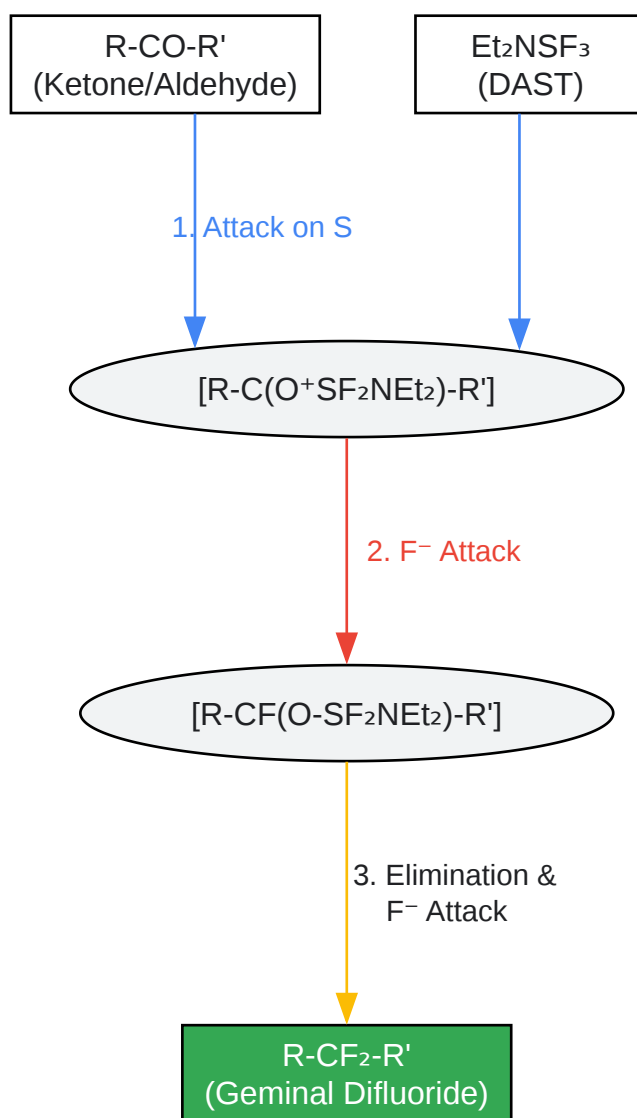 R-CO-R'
(Ketone/Aldehyde)
Et₂NSF₃
(DAST)
1. Attack on S
[R-C(O⁺SF₂NEt₂)-R']
2. F⁻ Attack
[R-CF(O-SF₂NEt₂)-R']
3. Elimination &
F⁻ Attack
R-CF₂-R'
(Geminal Difluoride)